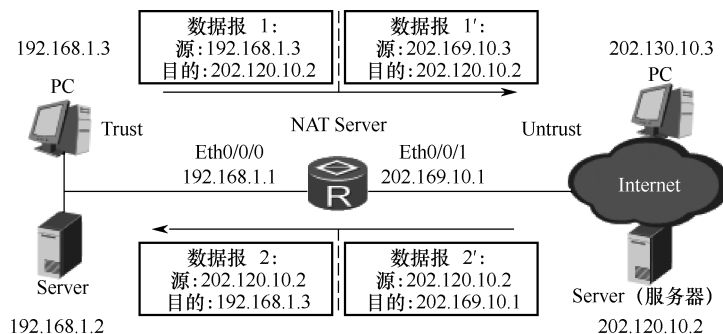 数据报 1：
源:192.168.1.3
目的:202.120.10.2
数据报 1′：
源:202.169.10.3
目的:202.120.10.2
192.168.1.3
PC
202.130.10.3
PC
Trust
NAT Server
Untrust
Eth0/0/0
192.168.1.1
Eth0/0/1
202.169.10.1
R
Internet
数据报 2：
源:202.120.10.2
目的:192.168.1.3
数据报 2′：
源:202.120.10.2
目的:202.169.10.1
Server
192.168.1.2
Server（服务器）
202.120.10.2